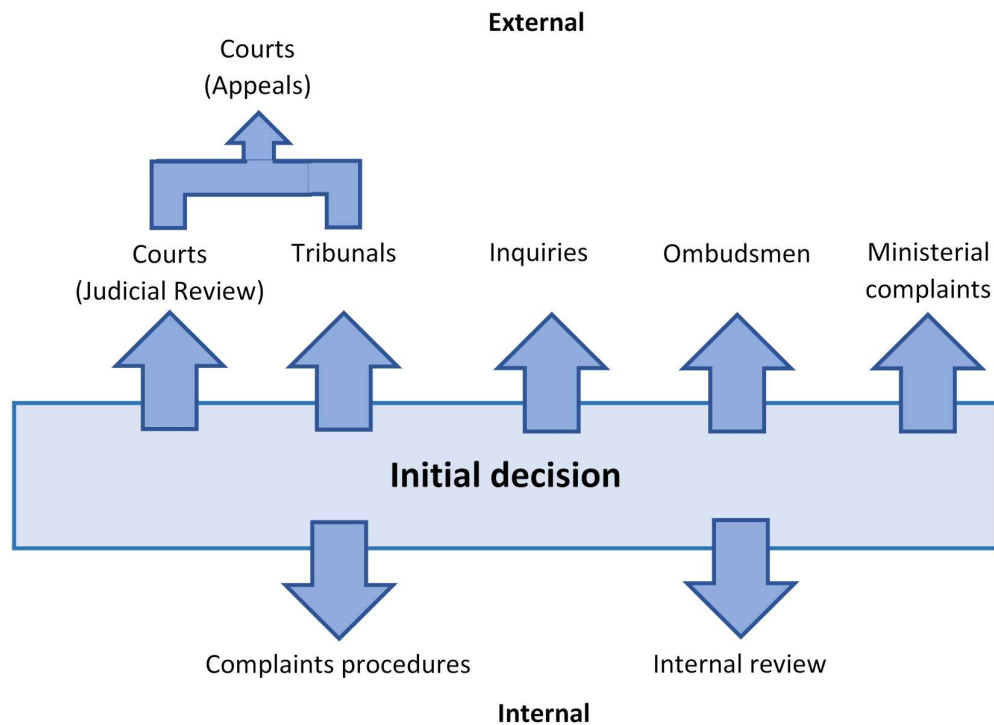 External
Courts
(Appeals)
Courts
(Judicial Review)
Tribunals
Inquiries
Ombudsmen
Ministerial
complaints
Initial decision
Complaints procedures
Internal review
Internal